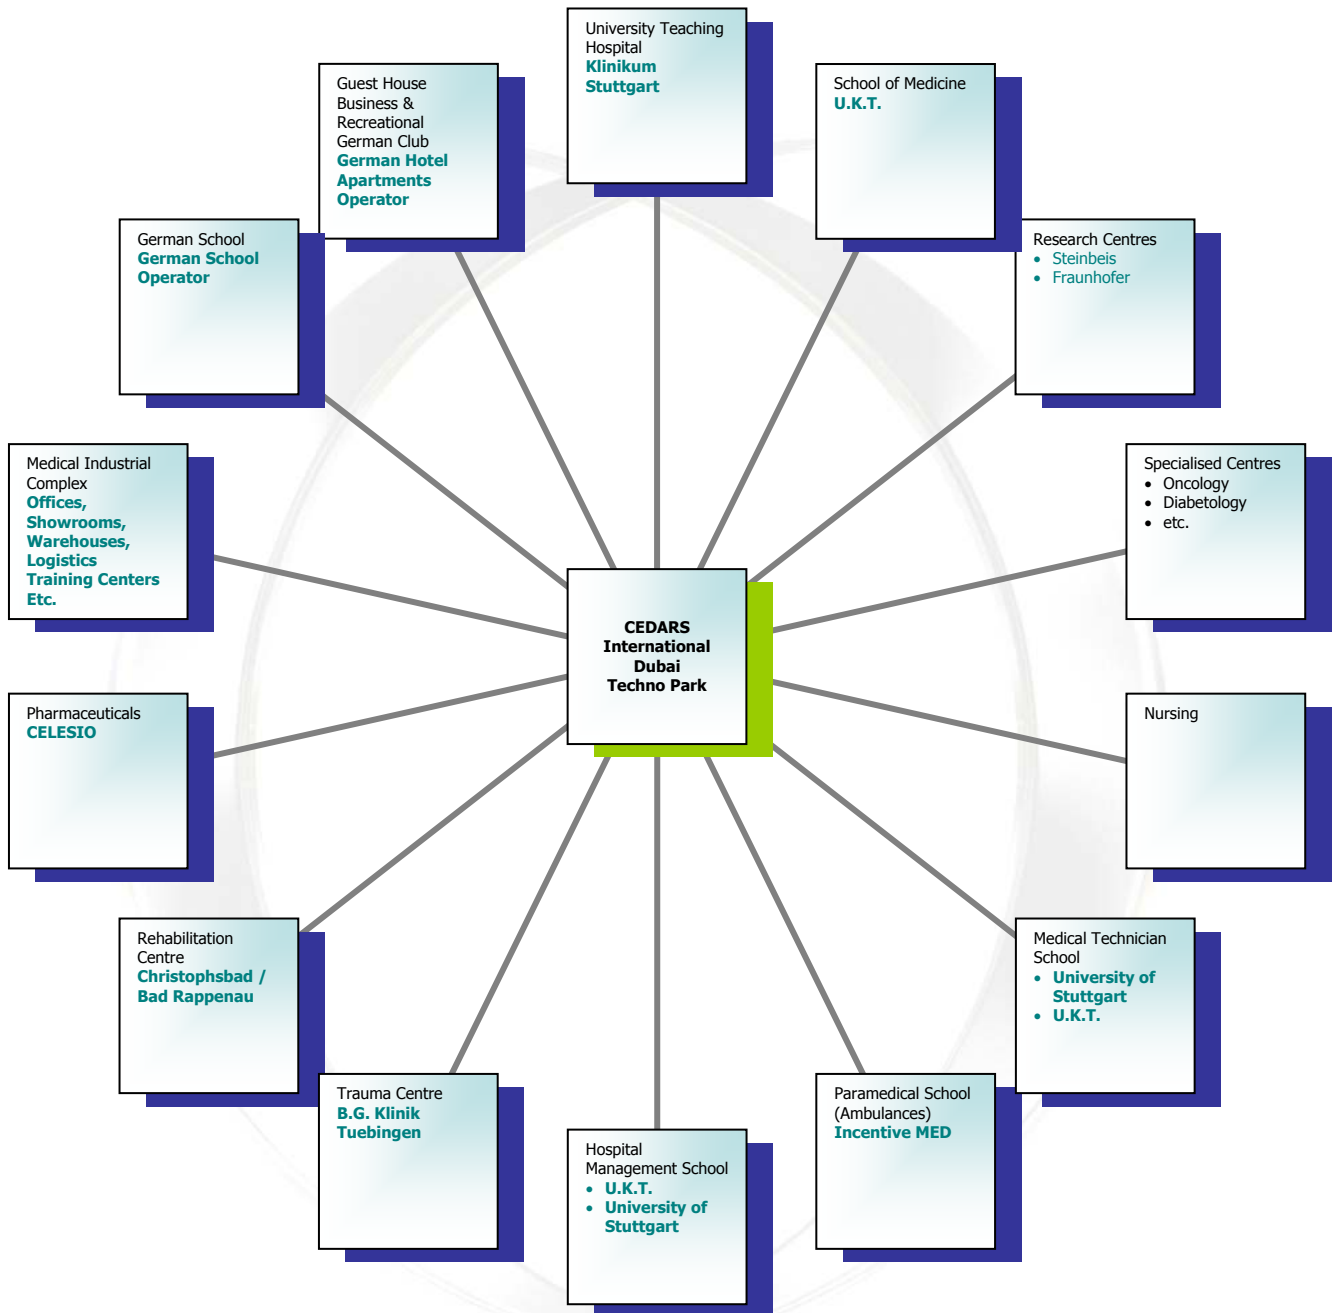 University Teaching
Hospital
Klinikum
Stuttgart
School of Medicine
U.K.T.
Research Centres
• Steinbeis
• Fraunhofer
Specialised Centres
• Oncology
• Diabetology
• etc.
Nursing
Medical Technician
School
• University of
Stuttgart
• U.K.T.
Paramedical School
(Ambulances)
Incentive MED
Hospital
Management School
• U.K.T.
• University of
Stuttgart
Trauma Centre
B.G. Klinik
Tuebingen
Rehabilitation
Centre
Christophsbad /
Bad Rappenau
Pharmaceuticals
CELESIO
Medical Industrial
Complex
Offices,
Showrooms,
Warehouses,
Logistics
Training Centers
Etc.
German School
German School
Operator
Guest House
Business &
Recreational
German Club
German Hotel
Apartments
Operator
CEDARS
International
Dubai
Techno Park